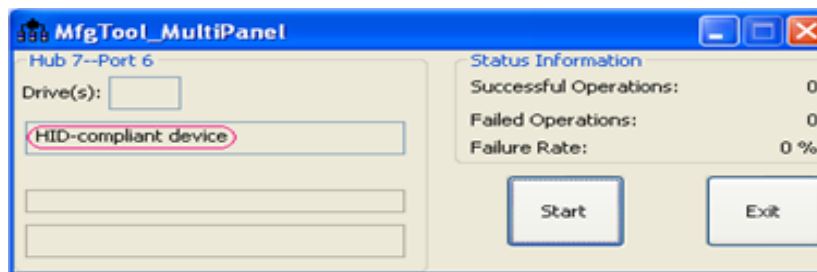 MfgTool_MultiPanel
Hub 7--Port 6
Drive(s):
HID-compliant device
Status Information
Successful Operations: 0
Failed Operations: 0
Failure Rate: 0 %
Start
Exit